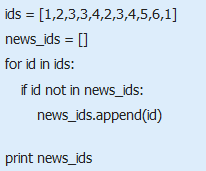 ids = [1,2,3,3,4,2,3,4,5,6,1]
news_ids = []
for id in ids:
    if id not in news_ids:
        news_ids.append(id)
print news_ids